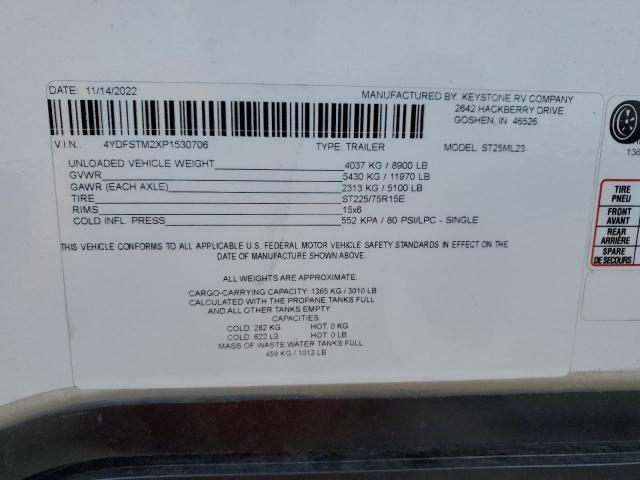 DATE: 11/14/2022
MANUFACTURED BY: KEYSTONE RV COMPANY
2642 HACKBERRY DRIVE
GOSHEN, IN 46526
V.I.N.. 4YDFSTM2XP1530706 TYPE TRAILER MODEL: ST25ML23
UNLOADED VEHICLE WEIGHT 4037 KG / 8900 LB
GVWR 5430 KG / 11970 LB
GAWR (EACH AXLE) 2313 KG / 5100 LB
TIRE ST225/75R15E
RIMS 15x6
COLD INFL. PRESS 552 KPA / 80 PSI/LPC - SINGLE
THIS VEHICLE CONFORMS TO ALL APPLICABLE U.S. FEDERAL MOTOR VEHICLE SAFETY STANDARDS IN EFFECT ON THE
DATE OF MANUFACTURE SHOWN ABOVE.
ALL WEIGHTS ARE APPROXIMATE.
CARGO-CARRYING CAPACITY: 1365 KG / 3010 LB
CALCULATED WITH THE PROPANE TANKS FULL
AND ALL OTHER TANKS EMPTY.
CAPACITIES
COLD: 282 KG HOT: 0 KG
COLD: 622 LB HOT: 0 LB
MASS OF WASTE WATER TANKS FULL
459 KG / 1013 LB
136
TIRE
PNEU
FRONT
AVANT
REAR
ARRIÈRE
SPARE
DE SECOURS